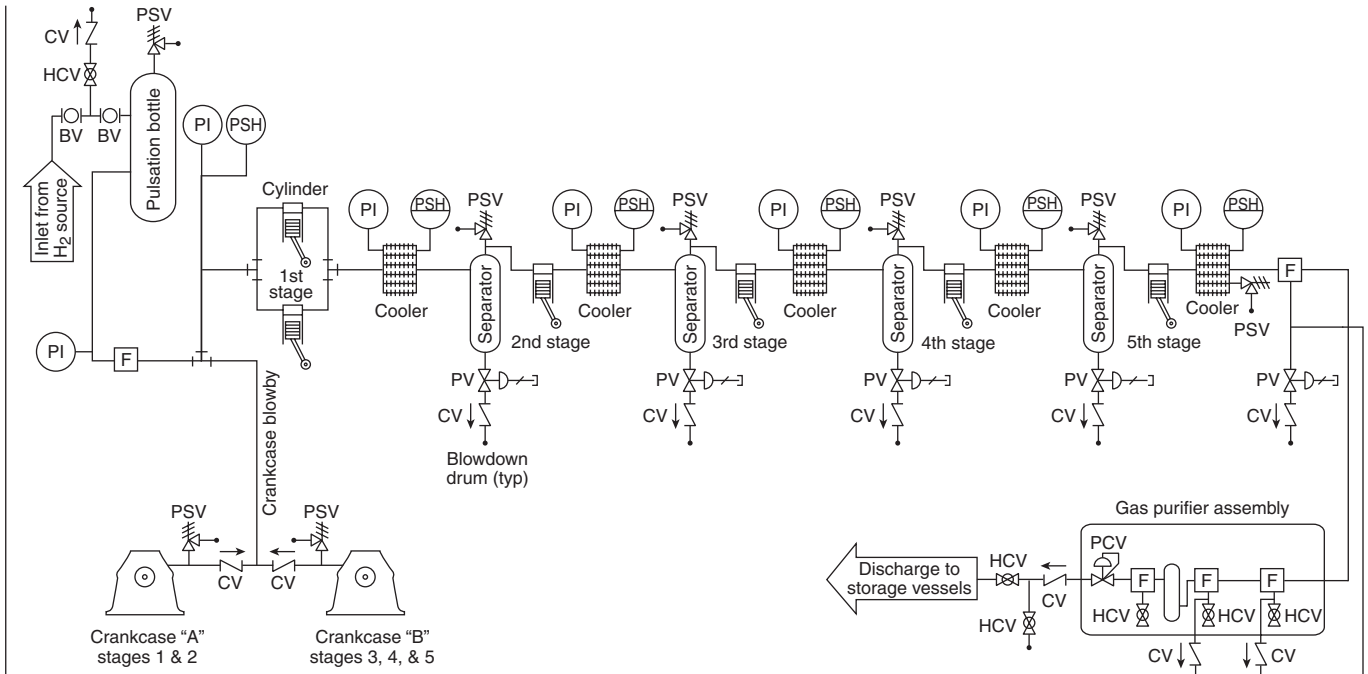 PSV
CV
HCV
BV
BV
Pulsation bottle
PI
PSH
Inlet from
H₂ source
Cylinder
1st
stage
PI
PSH
Cooler
PSV
Separator
2nd stage
PI
PSH
Cooler
PSV
Separator
3rd stage
PI
PSH
Cooler
PSV
Separator
4th stage
PI
PSH
Cooler
PSV
Separator
5th stage
PI
PSH
Cooler
PSV
F
PI
F
PV
CV
PV
CV
PV
CV
PV
CV
PV
CV
Blowdown
drum (typ)
Crankcase blowby
PSV
PSV
CV
CV
Crankcase “A”
stages 1 & 2
Crankcase “B”
stages 3, 4, & 5
Gas purifier assembly
Discharge to
storage vessels
HCV
HCV
CV
PCV
F
F
F
HCV
HCV
HCV
CV
CV